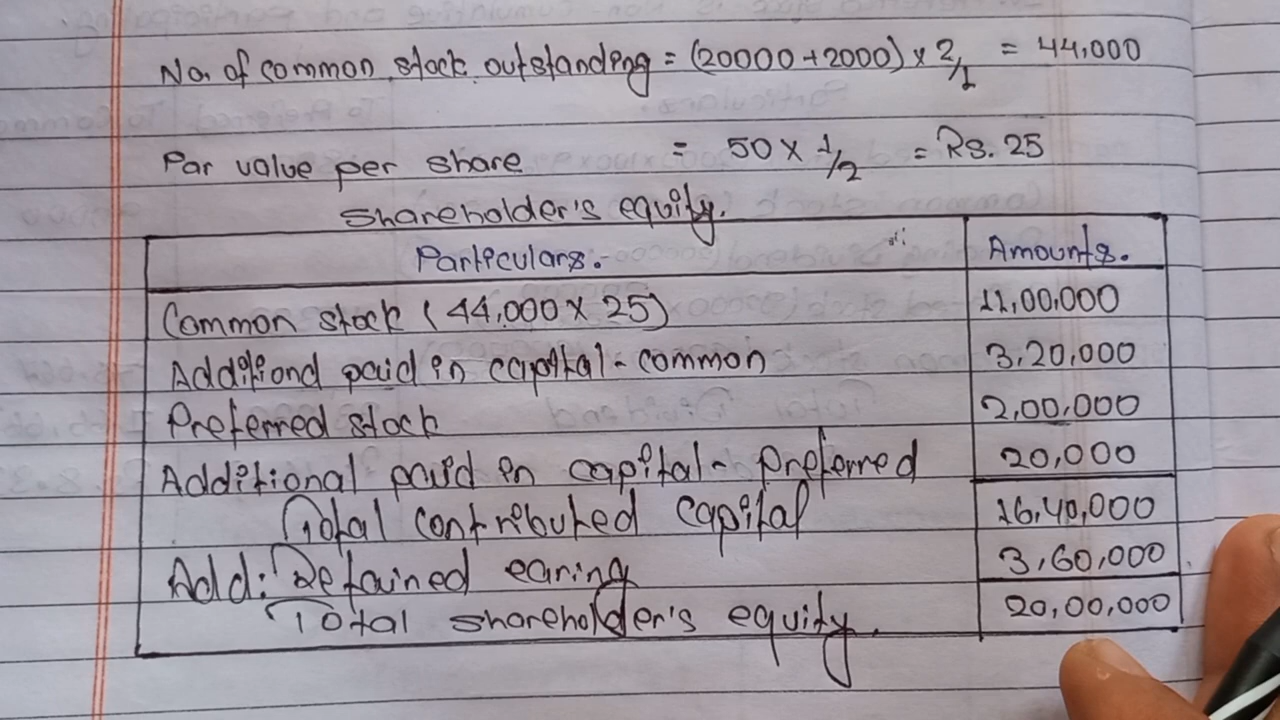 No. of common stock outstanding = (20000+2000) × 2/1 = 44,000
Par value per share = 50 × 1/2 = Rs. 25
Shareholder's equity.
Particulars. Amounts.
Common stock (44,000 × 25) 11,00,000
Additiond paid in capital - common 3,20,000
Preferred stock 2,00,000
Additional paid in capital - Preferred 20,000
Total contributed capital 16,40,000
Add: Retained earing 3,60,000
Total shareholder's equity. 20,00,000